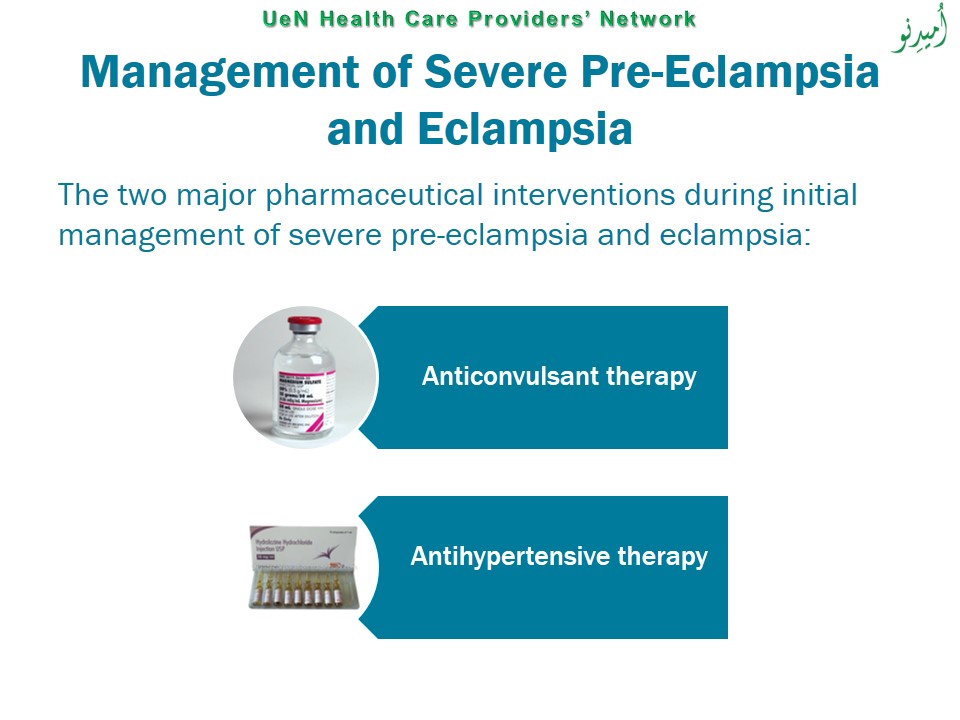 UeN Health Care Providers' Network
اُمیدِنو
Management of Severe Pre-Eclampsia
and Eclampsia
The two major pharmaceutical interventions during initial
management of severe pre-eclampsia and eclampsia:
MAGNESIUM SULFATE
Anticonvulsant therapy
Hydralazine Hydrochloride
Injection USP
Antihypertensive therapy